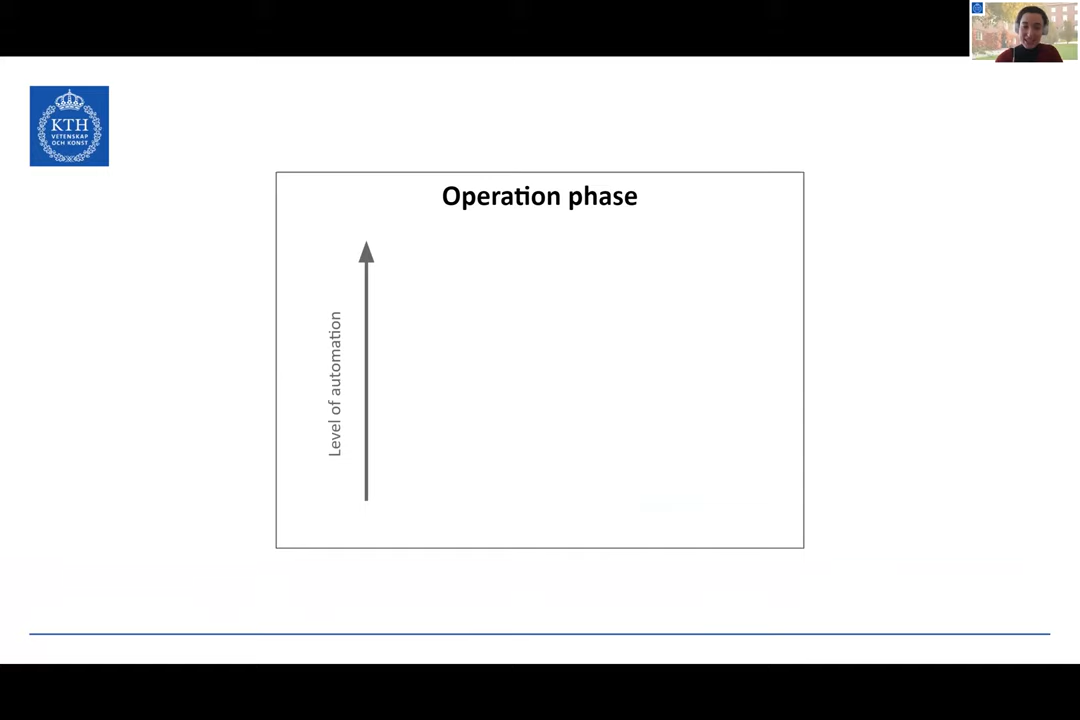 KTH
VETENSKAP
OCH KONST
Operation phase
Level of automation